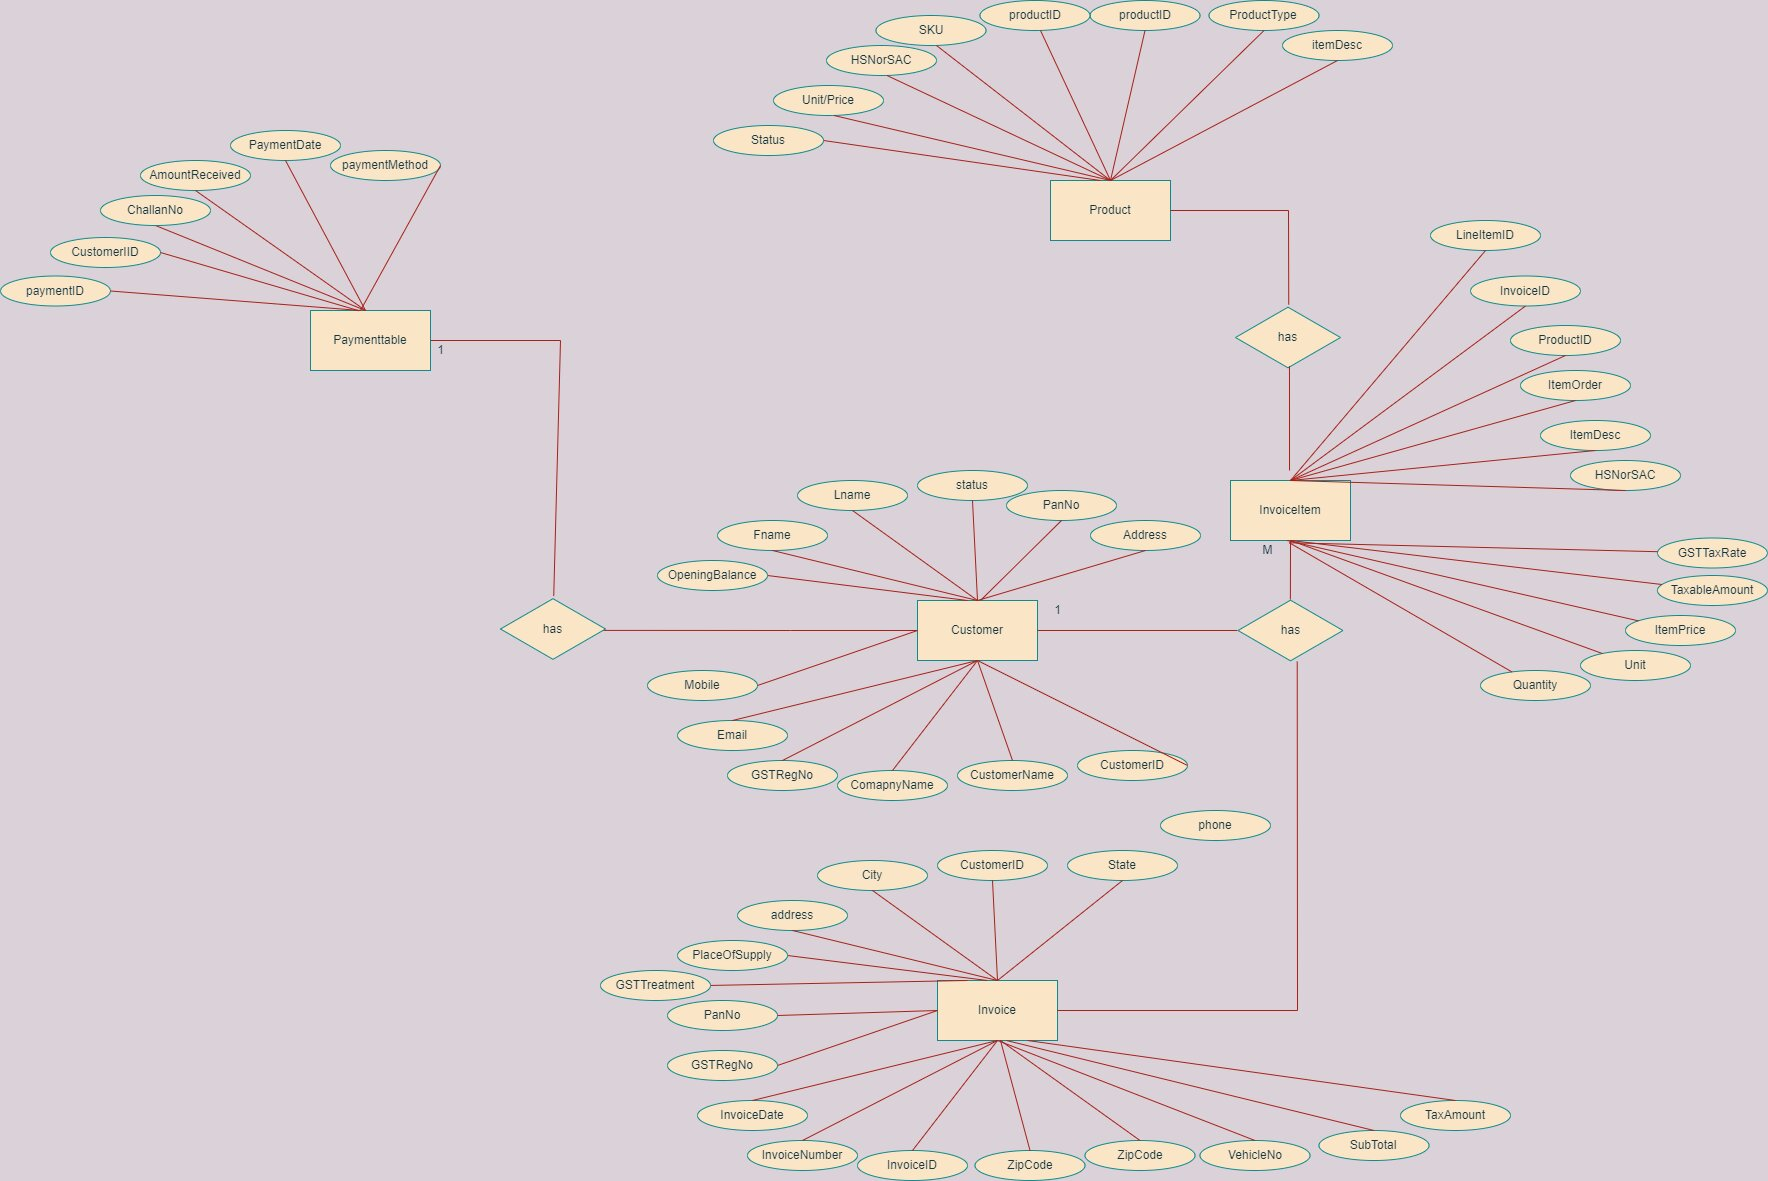 productID
productID
ProductType
SKU
itemDesc
HSNorSAC
Unit/Price
Status
PaymentDate
paymentMethod
AmountReceived
ChallanNo
CustomerIID
paymentID
Product
LineItemID
InvoiceID
ProductID
ItemOrder
ItemDesc
HSNorSAC
has
Paymenttable
1
InvoiceItem
M
Lname
status
PanNo
Fname
Address
OpeningBalance
GSTTaxRate
TaxableAmount
ItemPrice
Unit
Quantity
1
has
Customer
has
Mobile
Email
GSTRegNo
ComapnyName
CustomerName
CustomerID
phone
City
CustomerID
State
address
PlaceOfSupply
GSTTreatment
PanNo
Invoice
GSTRegNo
InvoiceDate
TaxAmount
InvoiceNumber
InvoiceID
ZipCode
ZipCode
VehicleNo
SubTotal